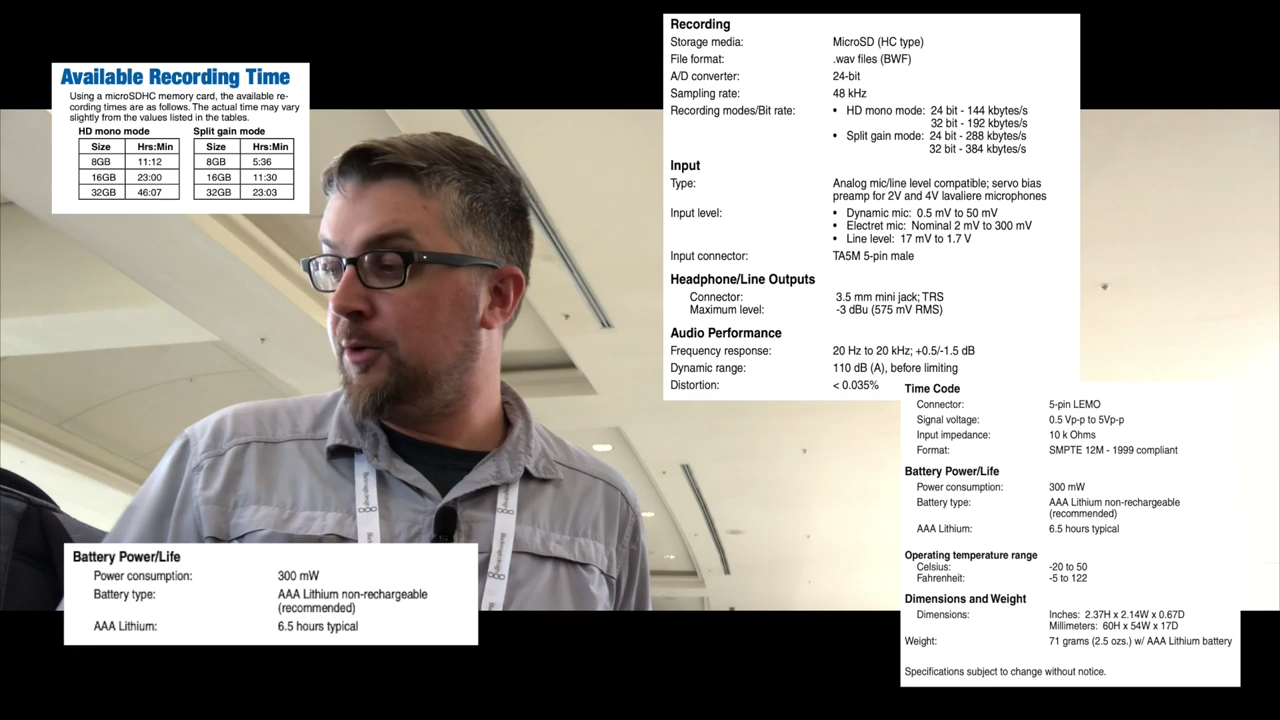 Available Recording Time
Using a microSDHC memory card, the available re-
cording times are as follows. The actual time may vary
slightly from the values listed in the tables.
HD mono mode
Size Hrs:Min
8GB 11:12
16GB 23:00
32GB 46:07
Split gain mode
Size Hrs:Min
8GB 5:36
16GB 11:30
32GB 23:03
Recording
Storage media: MicroSD (HC type)
File format: .wav files (BWF)
A/D converter: 24-bit
Sampling rate: 48 kHz
Recording modes/Bit rate: • HD mono mode: 24 bit - 144 kbytes/s
32 bit - 192 kbytes/s
• Split gain mode: 24 bit - 288 kbytes/s
32 bit - 384 kbytes/s
Input
Type: Analog mic/line level compatible; servo bias
preamp for 2V and 4V lavaliere microphones
Input level: • Dynamic mic: 0.5 mV to 50 mV
• Electret mic: Nominal 2 mV to 300 mV
• Line level: 17 mV to 1.7 V
Input connector: TA5M 5-pin male
Headphone/Line Outputs
Connector: 3.5 mm mini jack; TRS
Maximum level: -3 dBu (575 mV RMS)
Audio Performance
Frequency response: 20 Hz to 20 kHz; +0.5/-1.5 dB
Dynamic range: 110 dB (A), before limiting
Distortion: < 0.035%
Time Code
Connector: 5-pin LEMO
Signal voltage: 0.5 Vp-p to 5Vp-p
Input impedance: 10 k Ohms
Format: SMPTE 12M - 1999 compliant
Battery Power/Life
Power consumption: 300 mW
Battery type: AAA Lithium non-rechargeable
(recommended)
AAA Lithium: 6.5 hours typical
Operating temperature range
Celsius: -20 to 50
Fahrenheit: -5 to 122
Dimensions and Weight
Dimensions: Inches: 2.37H x 2.14W x 0.67D
Millimeters: 60H x 54W x 17D
Weight: 71 grams (2.5 ozs.) w/ AAA Lithium battery
Specifications subject to change without notice.
Battery Power/Life
Power consumption: 300 mW
Battery type: AAA Lithium non-rechargeable
(recommended)
AAA Lithium: 6.5 hours typical